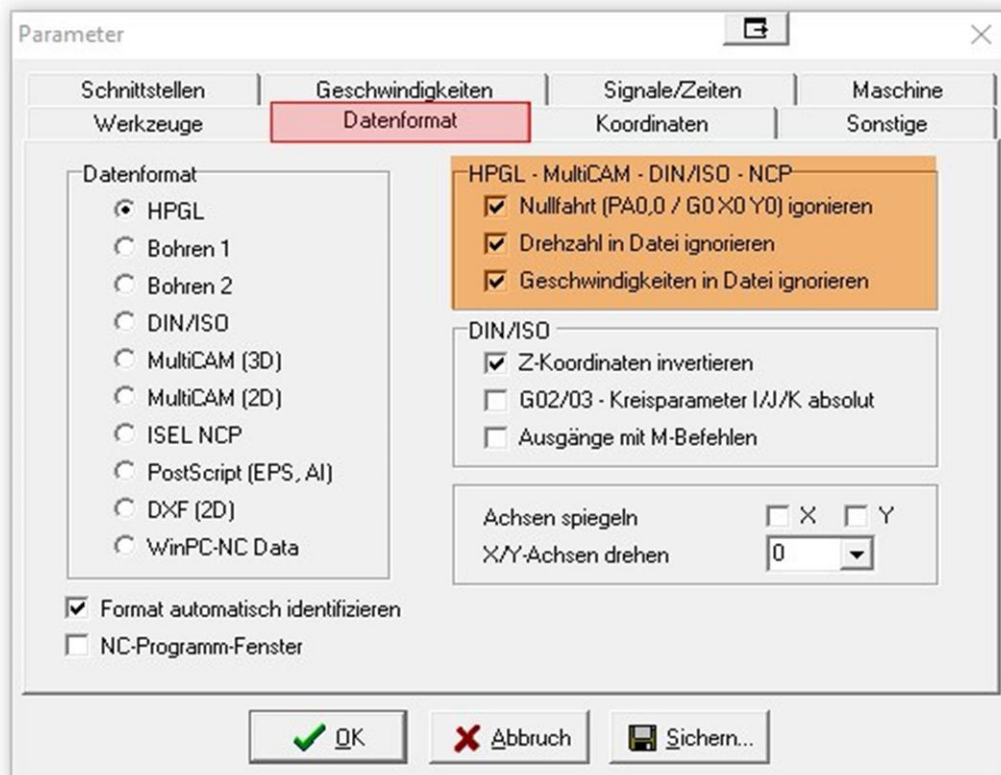 Parameter
Schnittstellen
Geschwindigkeiten
Signale/Zeiten
Maschine
Werkzeuge
Datenformat
Koordinaten
Sonstige
Datenformat
HPGL
Bohren 1
Bohren 2
DIN/ISO
MultiCAM (3D)
MultiCAM (2D)
ISEL NCP
PostScript (EPS, AI)
DXF (2D)
WinPC-NC Data
Format automatisch identifizieren
NC-Programm-Fenster
HPGL - MultiCAM - DIN/ISO - NCP
Nullfahrt (PA0,0 / G0 X0 Y0) igonieren
Drehzahl in Datei ignorieren
Geschwindigkeiten in Datei ignorieren
DIN/ISO
Z-Koordinaten invertieren
G02/03 - Kreisparameter I/J/K absolut
Ausgänge mit M-Befehlen
Achsen spiegeln X Y
X/Y-Achsen drehen 0
OK
Abbruch
Sichern...